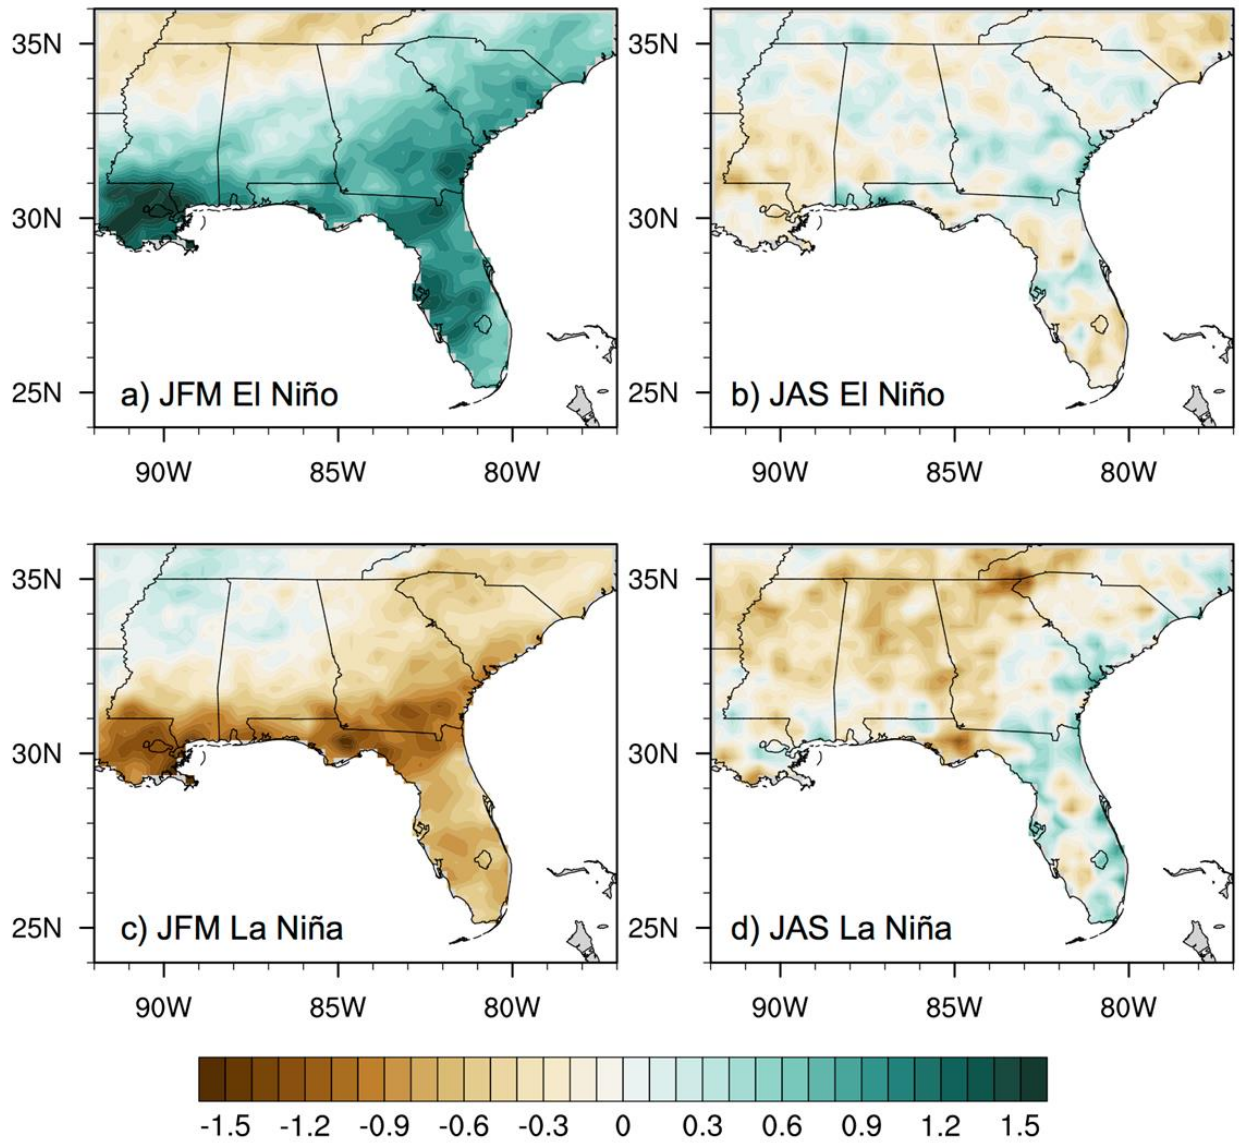 35N
30N
25N
a) JFM El Niño
90W 85W 80W
35N
30N
25N
b) JAS El Niño
90W 85W 80W
35N
30N
25N
c) JFM La Niña
90W 85W 80W
35N
30N
25N
d) JAS La Niña
90W 85W 80W
-1.5 -1.2 -0.9 -0.6 -0.3 0 0.3 0.6 0.9 1.2 1.5